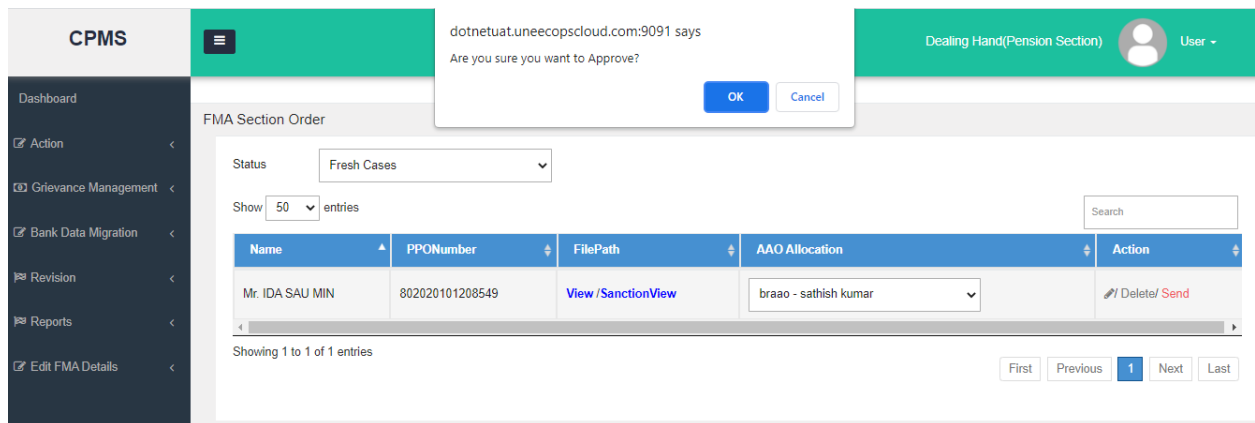 CPMS
dotnetuat.uneecopscloud.com:9091 says
Are you sure you want to Approve?
OK Cancel
Dealing Hand(Pension Section) User
Dashboard
Action
Grievance Management
Bank Data Migration
Revision
Reports
Edit FMA Details
FMA Section Order
Status Fresh Cases
Show 50 entries Search
Name PPONumber FilePath AAO Allocation Action
Mr. IDA SAU MIN 802020101208549 View /SanctionView braao - sathish kumar / Delete/ Send
Showing 1 to 1 of 1 entries
First Previous 1 Next Last